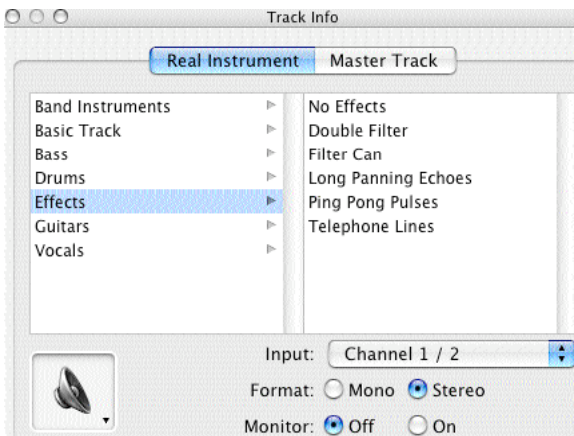 Track Info
Real Instrument Master Track
Band Instruments
Basic Track
Bass
Drums
Effects
Guitars
Vocals
No Effects
Double Filter
Filter Can
Long Panning Echoes
Ping Pong Pulses
Telephone Lines
Input: Channel 1 / 2
Format: Mono Stereo
Monitor: Off On